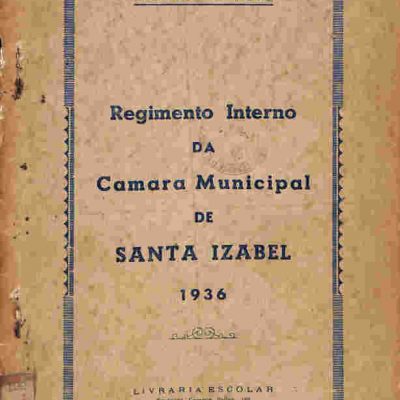 Regimento Interno
DA
Camara Municipal
DE
SANTA IZABEL
1936
LIVRARIA ESCOLAR